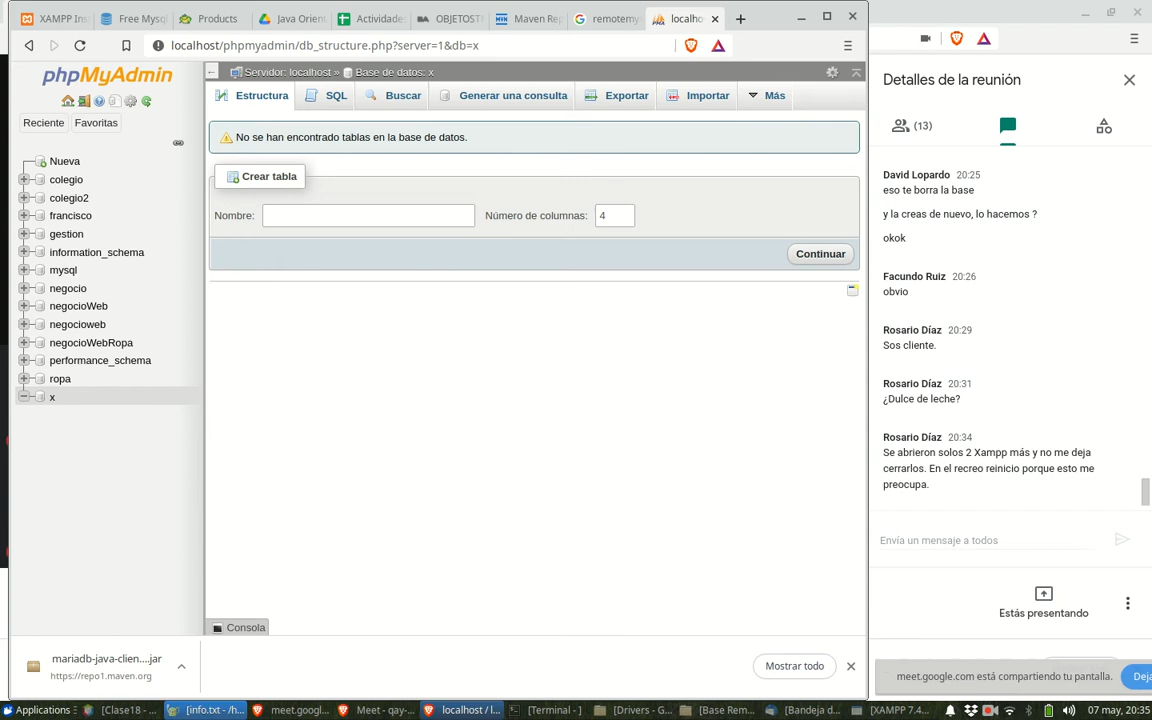 XAMPP In
Free Mysq
Products
Java Orien
Actividade
BA OBJETOST
Maven Rep
remotemy
localho
localhost/phpmyadmin/db_structure.php?server=1&db=x
phpMyAdmin
Reciente
Favoritas
Nueva
colegio
colegio2
francisco
gestion
information_schema
mysql
negocio
negocioWeb
negocioweb
negocioWebRopa
performance_schema
ropa
x
Servidor: localhost » Base de datos: x
Estructura
SQL
Buscar
Generar una consulta
Exportar
Importar
Más
No se han encontrado tablas en la base de datos.
Crear tabla
Nombre:
Número de columnas: 4
Continuar
Consola
mariadb-java-clien....jar
https://repo1.maven.org
Mostrar todo
Detalles de la reunión
(13)
David Lopardo 20:25
eso te borra la base
y la creas de nuevo, lo hacemos ?
okok
Facundo Ruiz 20:26
obvio
Rosario Díaz 20:29
Sos cliente.
Rosario Díaz 20:31
¿Dulce de leche?
Rosario Díaz 20:34
Se abrieron solos 2 Xampp más y no me deja
cerrarlos. En el recreo reinicio porque esto me
preocupa.
Envía un mensaje a todos
Estás presentando
meet.google.com está compartiendo tu pantalla.
Deja
Applications
[Clase18 - ...
[info.txt - /h...
meet.googl...
Meet - qay-...
localhost / l...
[Terminal - ]
[Drivers - G...
[Base Rem...
[Bandeja d...
[XAMPP 7.4...
07 may, 20:35